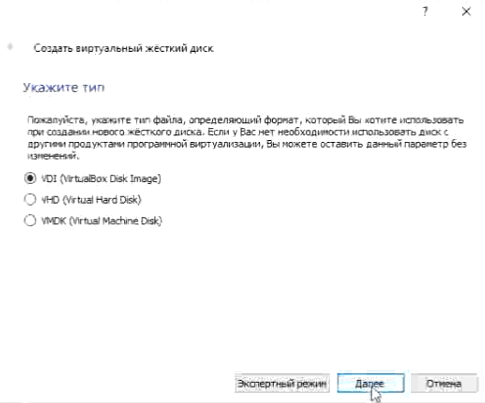 ?
Создать виртуальный жёсткий диск
Укажите тип
Пожалуйста, укажите тип файла, определяющий формат, который Вы хотите использовать
при создании нового жёсткого диска. Если у Вас нет необходимости использовать диск с
другими продуктами программной виртуализации, Вы можете оставить данный параметр без
изменений.
VDI (VirtualBox Disk Image)
VHD (Virtual Hard Disk)
VMDK (Virtual Machine Disk)
Экспертный режим Далее Отмена